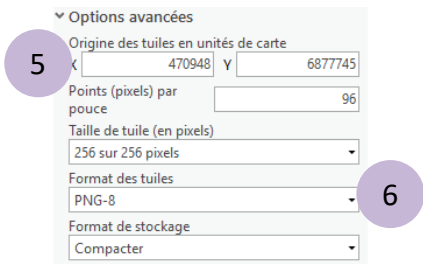 Options avancées
Origine des tuiles en unités de carte
5 X 470948 Y 6877745
Points (pixels) par
pouce 96
Taille de tuile (en pixels)
256 sur 256 pixels
Format des tuiles
PNG-8 6
Format de stockage
Compacter